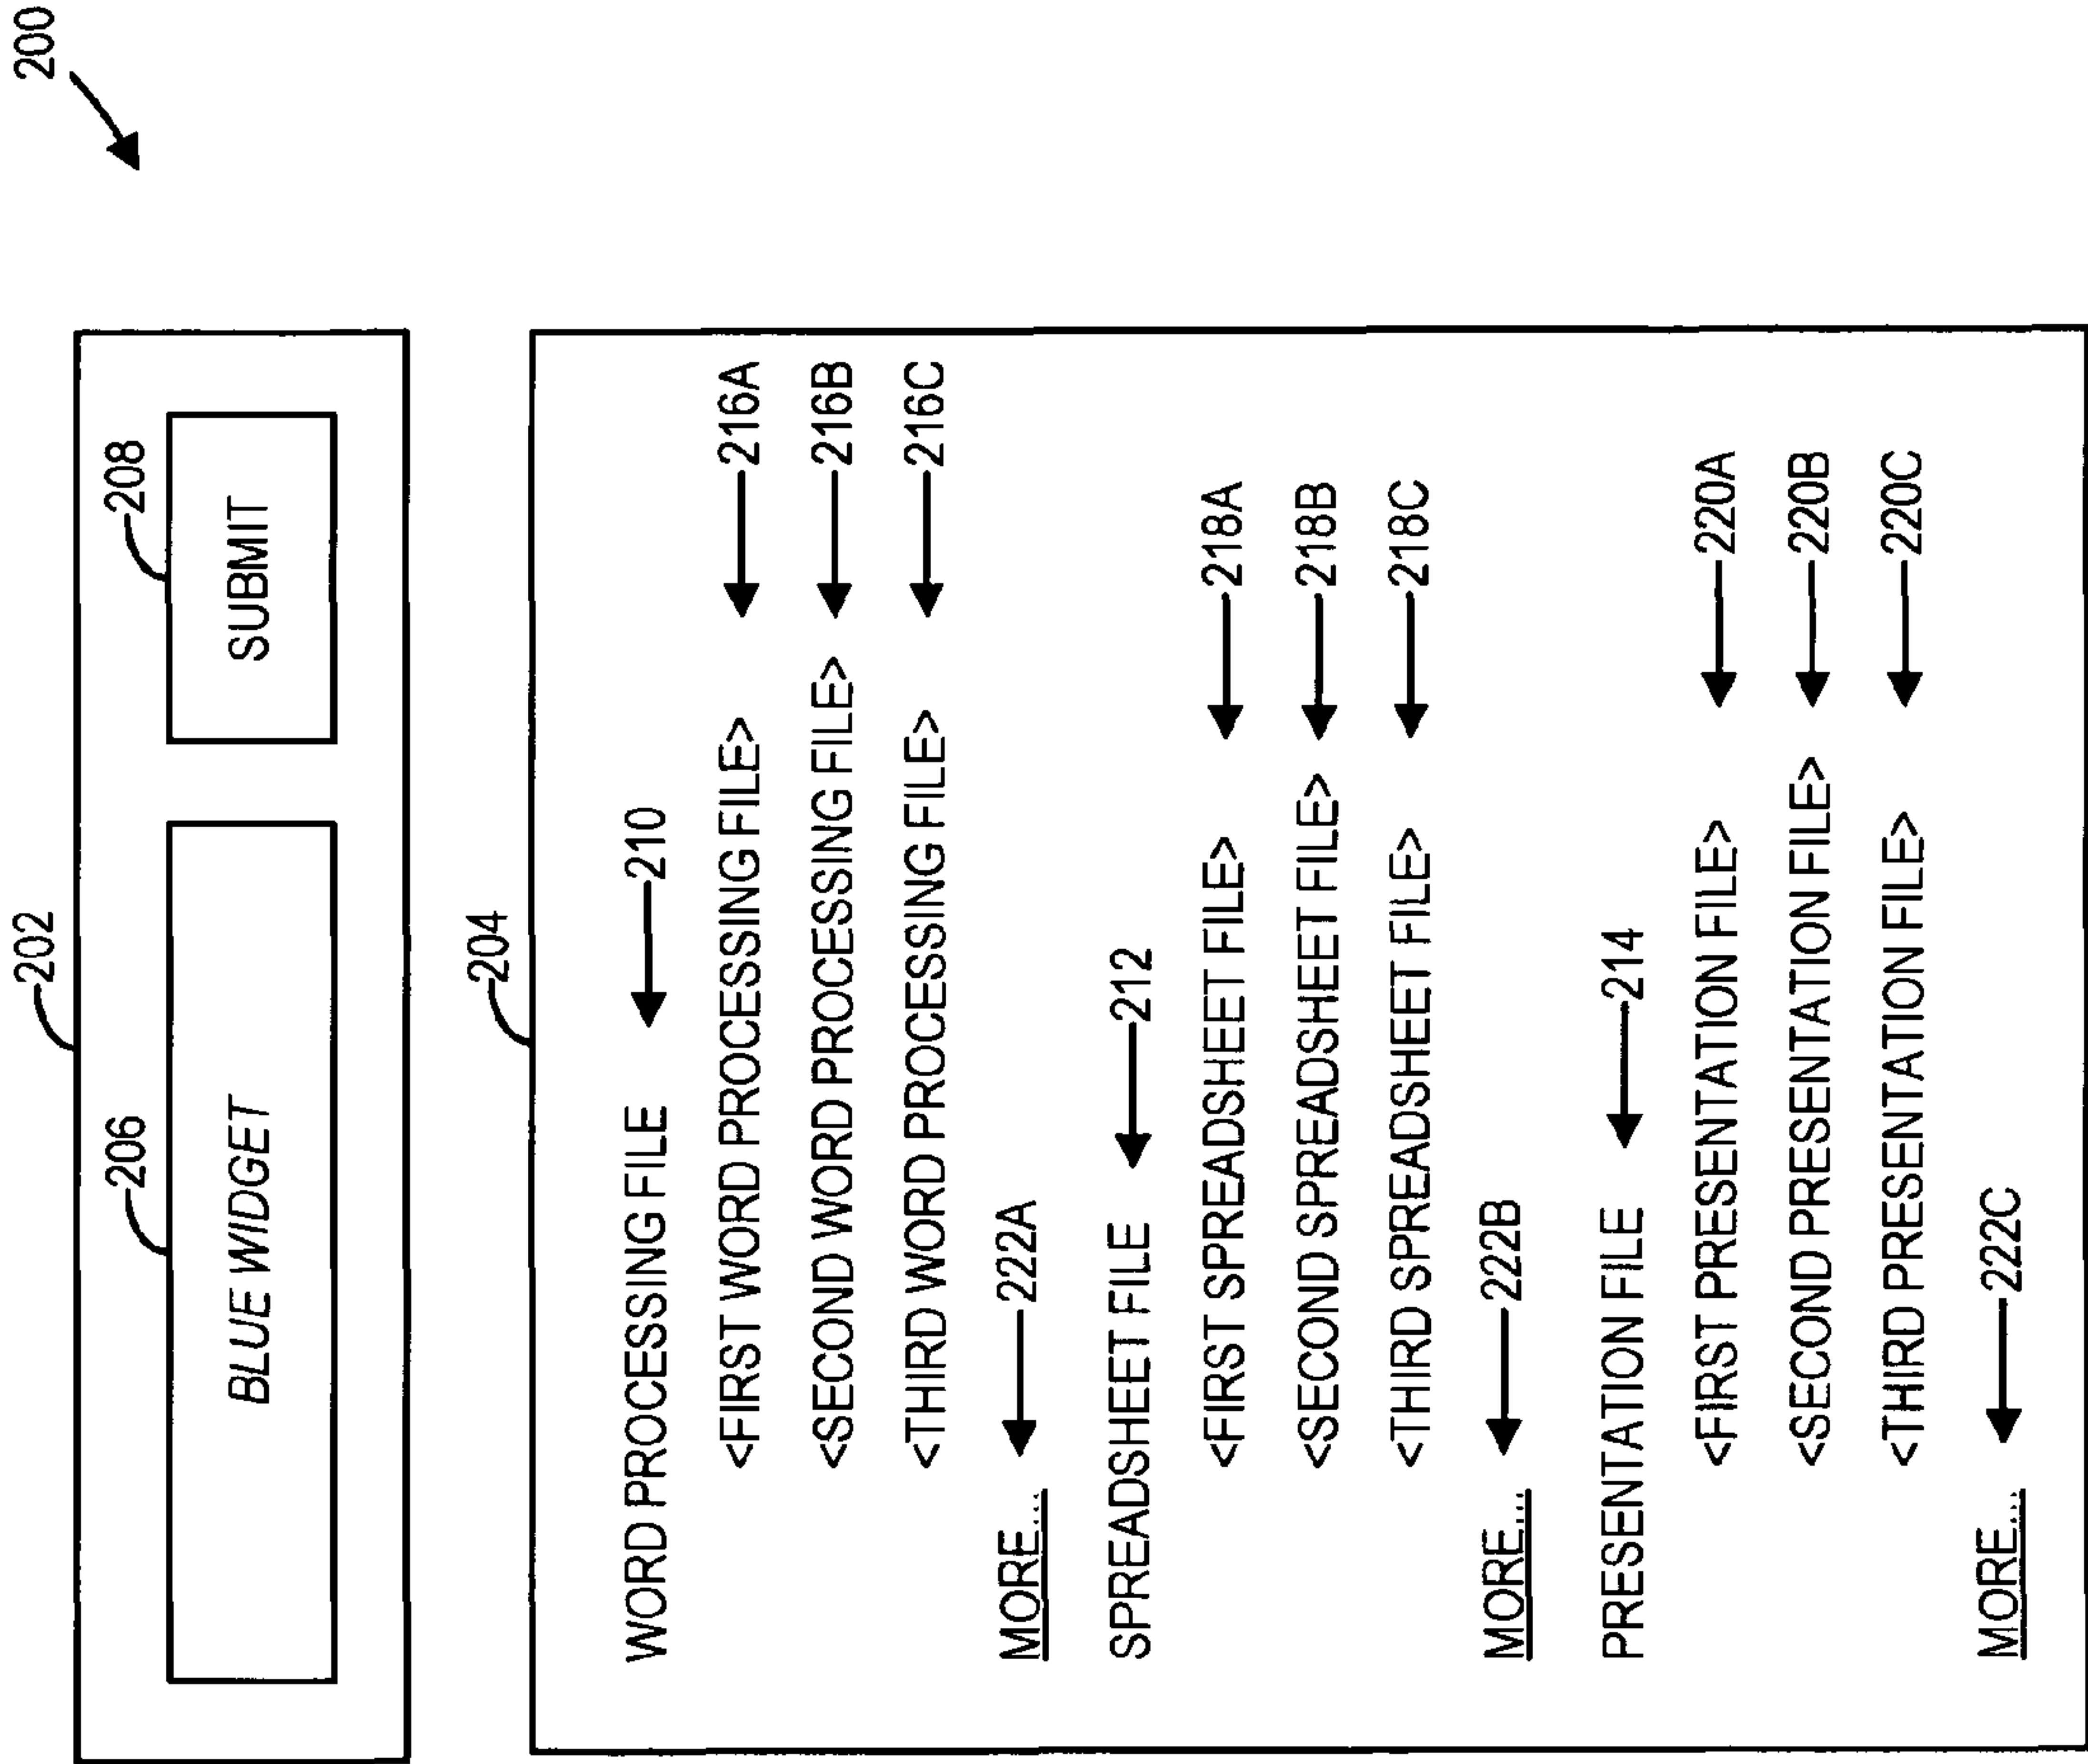 200
202
206
208
BLUE WIDGET
SUBMIT
204
WORD PROCESSING FILE 210
<FIRST WORD PROCESSING FILE> 216A
<SECOND WORD PROCESSING FILE> 216B
<THIRD WORD PROCESSING FILE> 216C
MORE... 222A
SPREADSHEET FILE 212
<FIRST SPREADSHEET FILE> 218A
<SECOND SPREADSHEET FILE> 218B
<THIRD SPREADSHEET FILE> 218C
MORE... 222B
PRESENTATION FILE 214
<FIRST PRESENTATION FILE> 220A
<SECOND PRESENTATION FILE> 220B
<THIRD PRESENTATION FILE> 220C
MORE... 222C